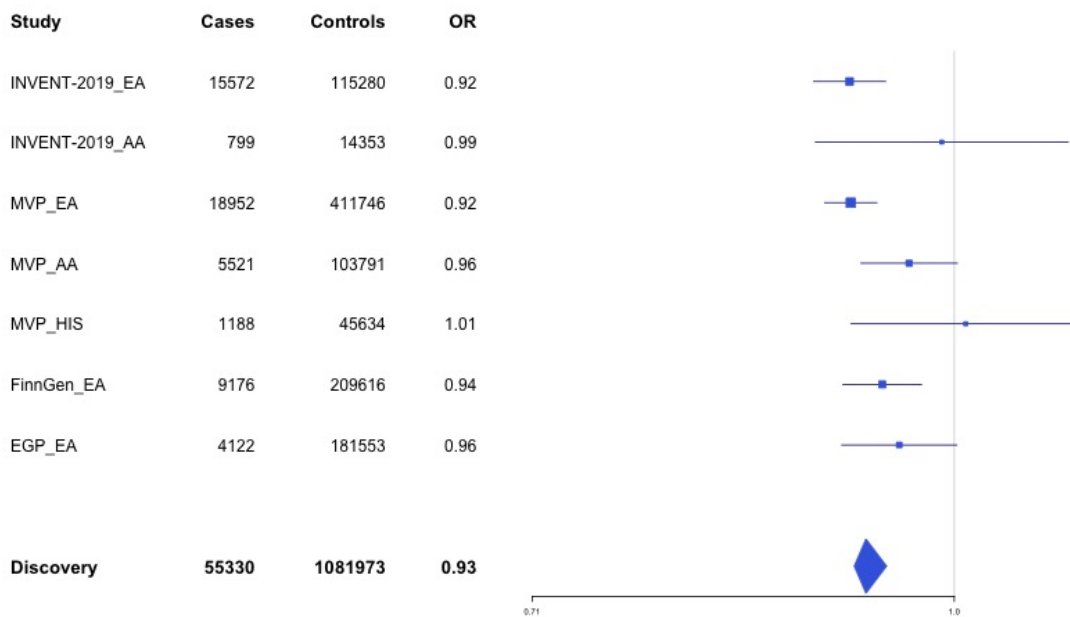 Study Cases Controls OR
INVENT-2019_EA 15572 115280 0.92
INVENT-2019_AA 799 14353 0.99
MVP_EA 18952 411746 0.92
MVP_AA 5521 103791 0.96
MVP_HIS 1188 45634 1.01
FinnGen_EA 9176 209616 0.94
EGP_EA 4122 181553 0.96
Discovery 55330 1081973 0.93
0.71 1.0